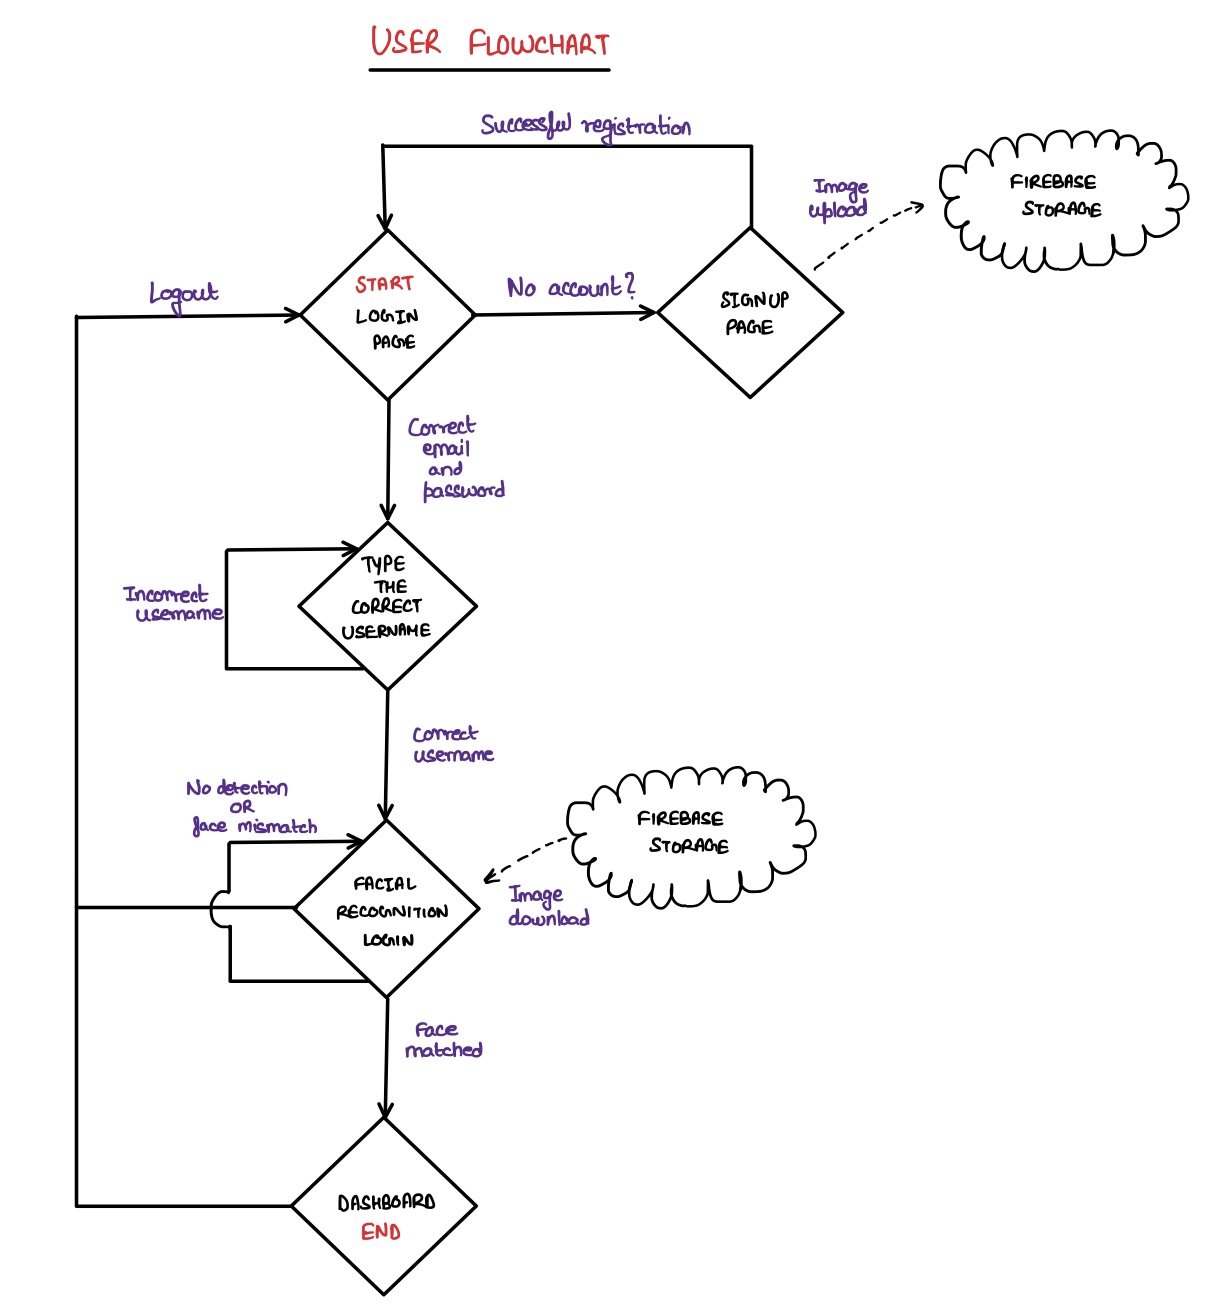 USER FLOWCHART
Successful registration
Image
upload
FIREBASE
STORAGE
Logout
START
LOGIN
PAGE
No account?
SIGNUP
PAGE
Correct
email
and
password
TYPE
THE
CORRECT
USERNAME
Incorrect
username
Correct
username
No detection
OR
face mismatch
FIREBASE
STORAGE
Image
download
FACIAL
RECOGNITION
LOGIN
Face
matched
DASHBOARD
END